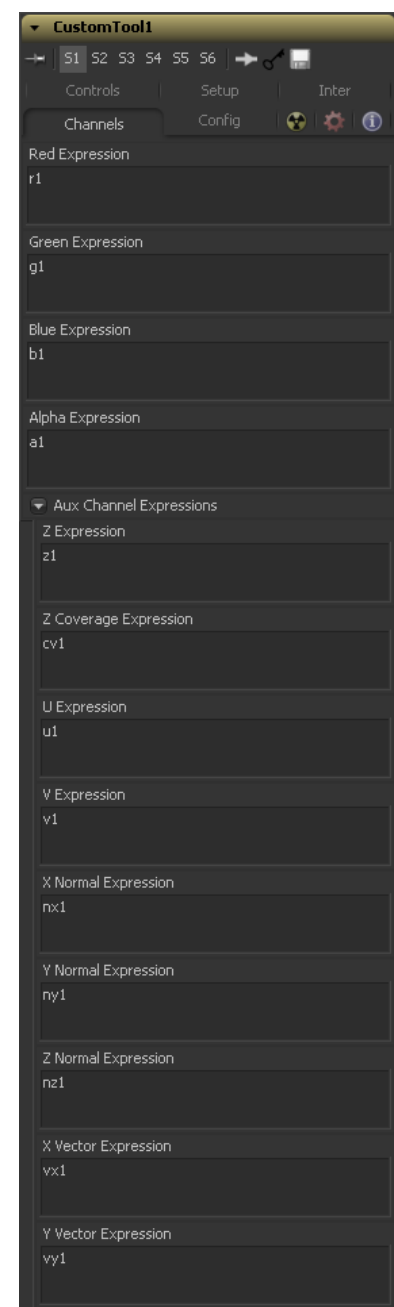 CustomTool1
S1 S2 S3 S4 S5 S6
Controls Setup Inter
Channels Config
Red Expression
r1
Green Expression
g1
Blue Expression
b1
Alpha Expression
a1
Aux Channel Expressions
Z Expression
z1
Z Coverage Expression
cv1
U Expression
u1
V Expression
v1
X Normal Expression
nx1
Y Normal Expression
ny1
Z Normal Expression
nz1
X Vector Expression
vx1
Y Vector Expression
vy1